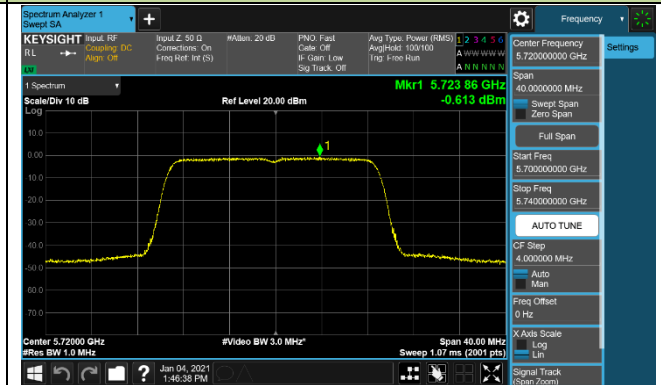 Spectrum Analyzer 1
Swept SA
+
Frequency
KEYSIGHT
RL
Input: RF
Coupling: DC
Align: Off
Input Z: 50 Ω
Corrections: On
Freq Ref: Int (S)
#Atten: 20 dB
PNO: Fast
Gate: Off
IF Gain: Low
Sig Track: Off
Avg Type: Power (RMS)
Avg|Hold: 100/100
Trig: Free Run
1 2 3 4 5 6
A W W W W W
A N N N N N
1 Spectrum
Scale/Div 10 dB
Log
Ref Level 20.00 dBm
Mkr1 5.723 86 GHz
-0.613 dBm
10.0
0.00
-10.0
-20.0
-30.0
-40.0
-50.0
-60.0
-70.0
1
Center 5.72000 GHz
#Res BW 1.0 MHz
#Video BW 3.0 MHz*
Span 40.00 MHz
Sweep 1.07 ms (2001 pts)
Jan 04, 2021
1:46:38 PM
?
Center Frequency
5.720000000 GHz
Settings
Span
40.0000000 MHz
Swept Span
Zero Span
Full Span
Start Freq
5.700000000 GHz
Stop Freq
5.740000000 GHz
AUTO TUNE
CF Step
4.000000 MHz
Auto
Man
Freq Offset
0 Hz
X Axis Scale
Log
Lin
Signal Track
(Span Zoom)